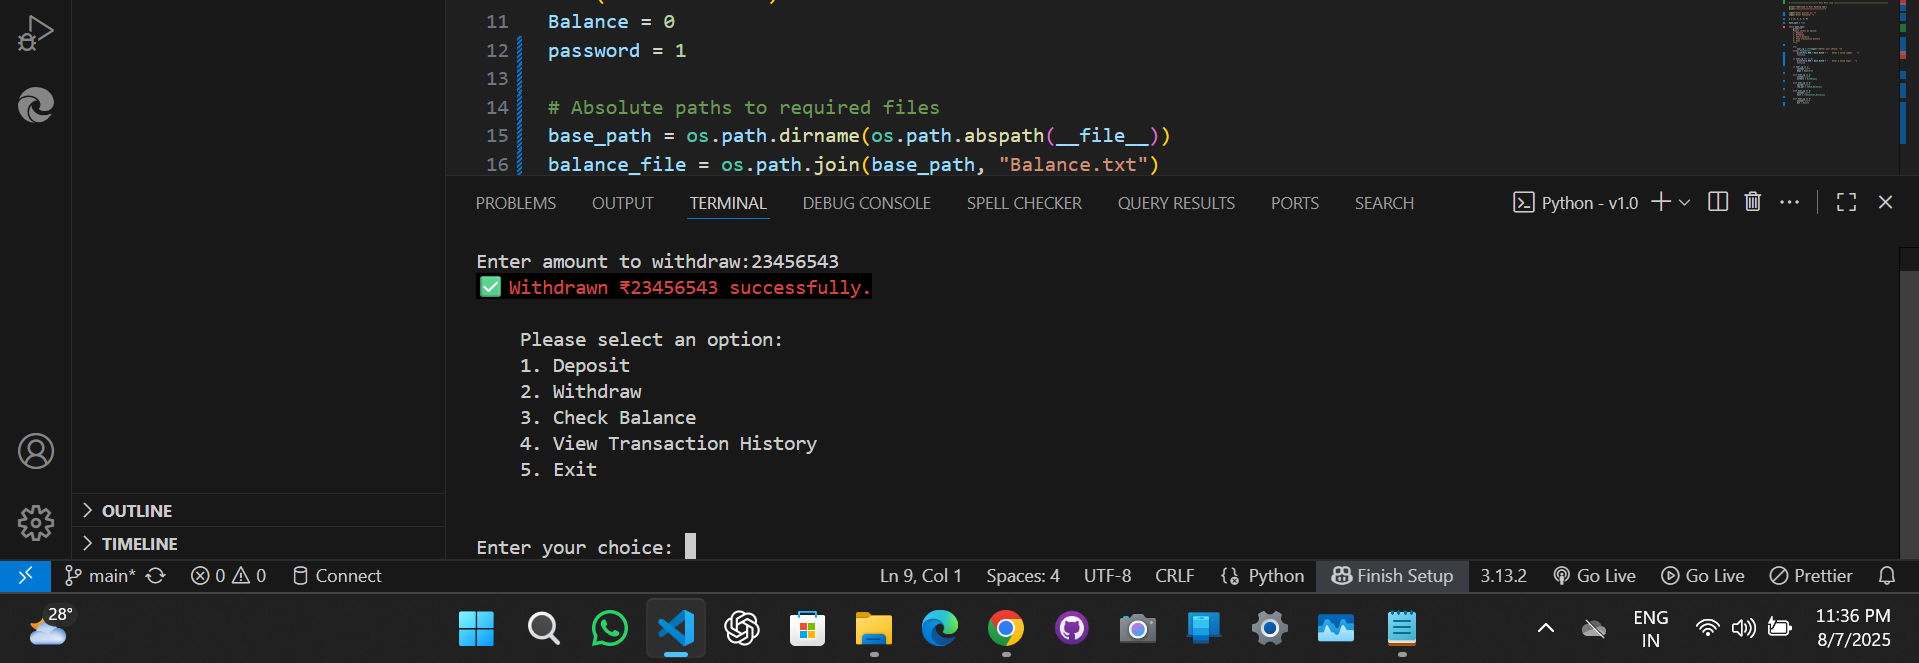 11 Balance = 0
12 password = 1
13
14 # Absolute paths to required files
15 base_path = os.path.dirname(os.path.abspath(__file__))
16 balance_file = os.path.join(base_path, "Balance.txt")
PROBLEMS OUTPUT TERMINAL DEBUG CONSOLE SPELL CHECKER QUERY RESULTS PORTS SEARCH Python - v1.0
Enter amount to withdraw:23456543
✅ Withdrawn ₹23456543 successfully.
Please select an option:
1. Deposit
2. Withdraw
3. Check Balance
4. View Transaction History
5. Exit
OUTLINE
TIMELINE
Enter your choice:
main* 0 0 Connect Ln 9, Col 1 Spaces: 4 UTF-8 CRLF Python Finish Setup 3.13.2 Go Live Go Live Prettier
28°
ENG
IN
11:36 PM
8/7/2025